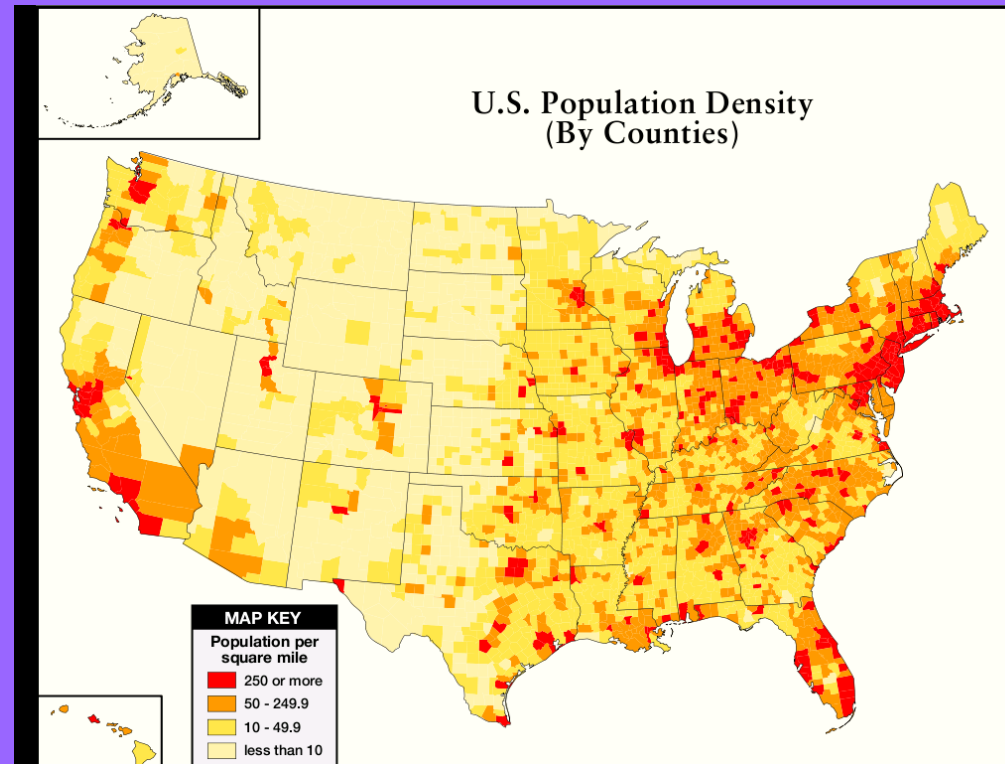 U.S. Population Density
(By Counties)
MAP KEY
Population per
square mile
250 or more
50 - 249.9
10 - 49.9
less than 10